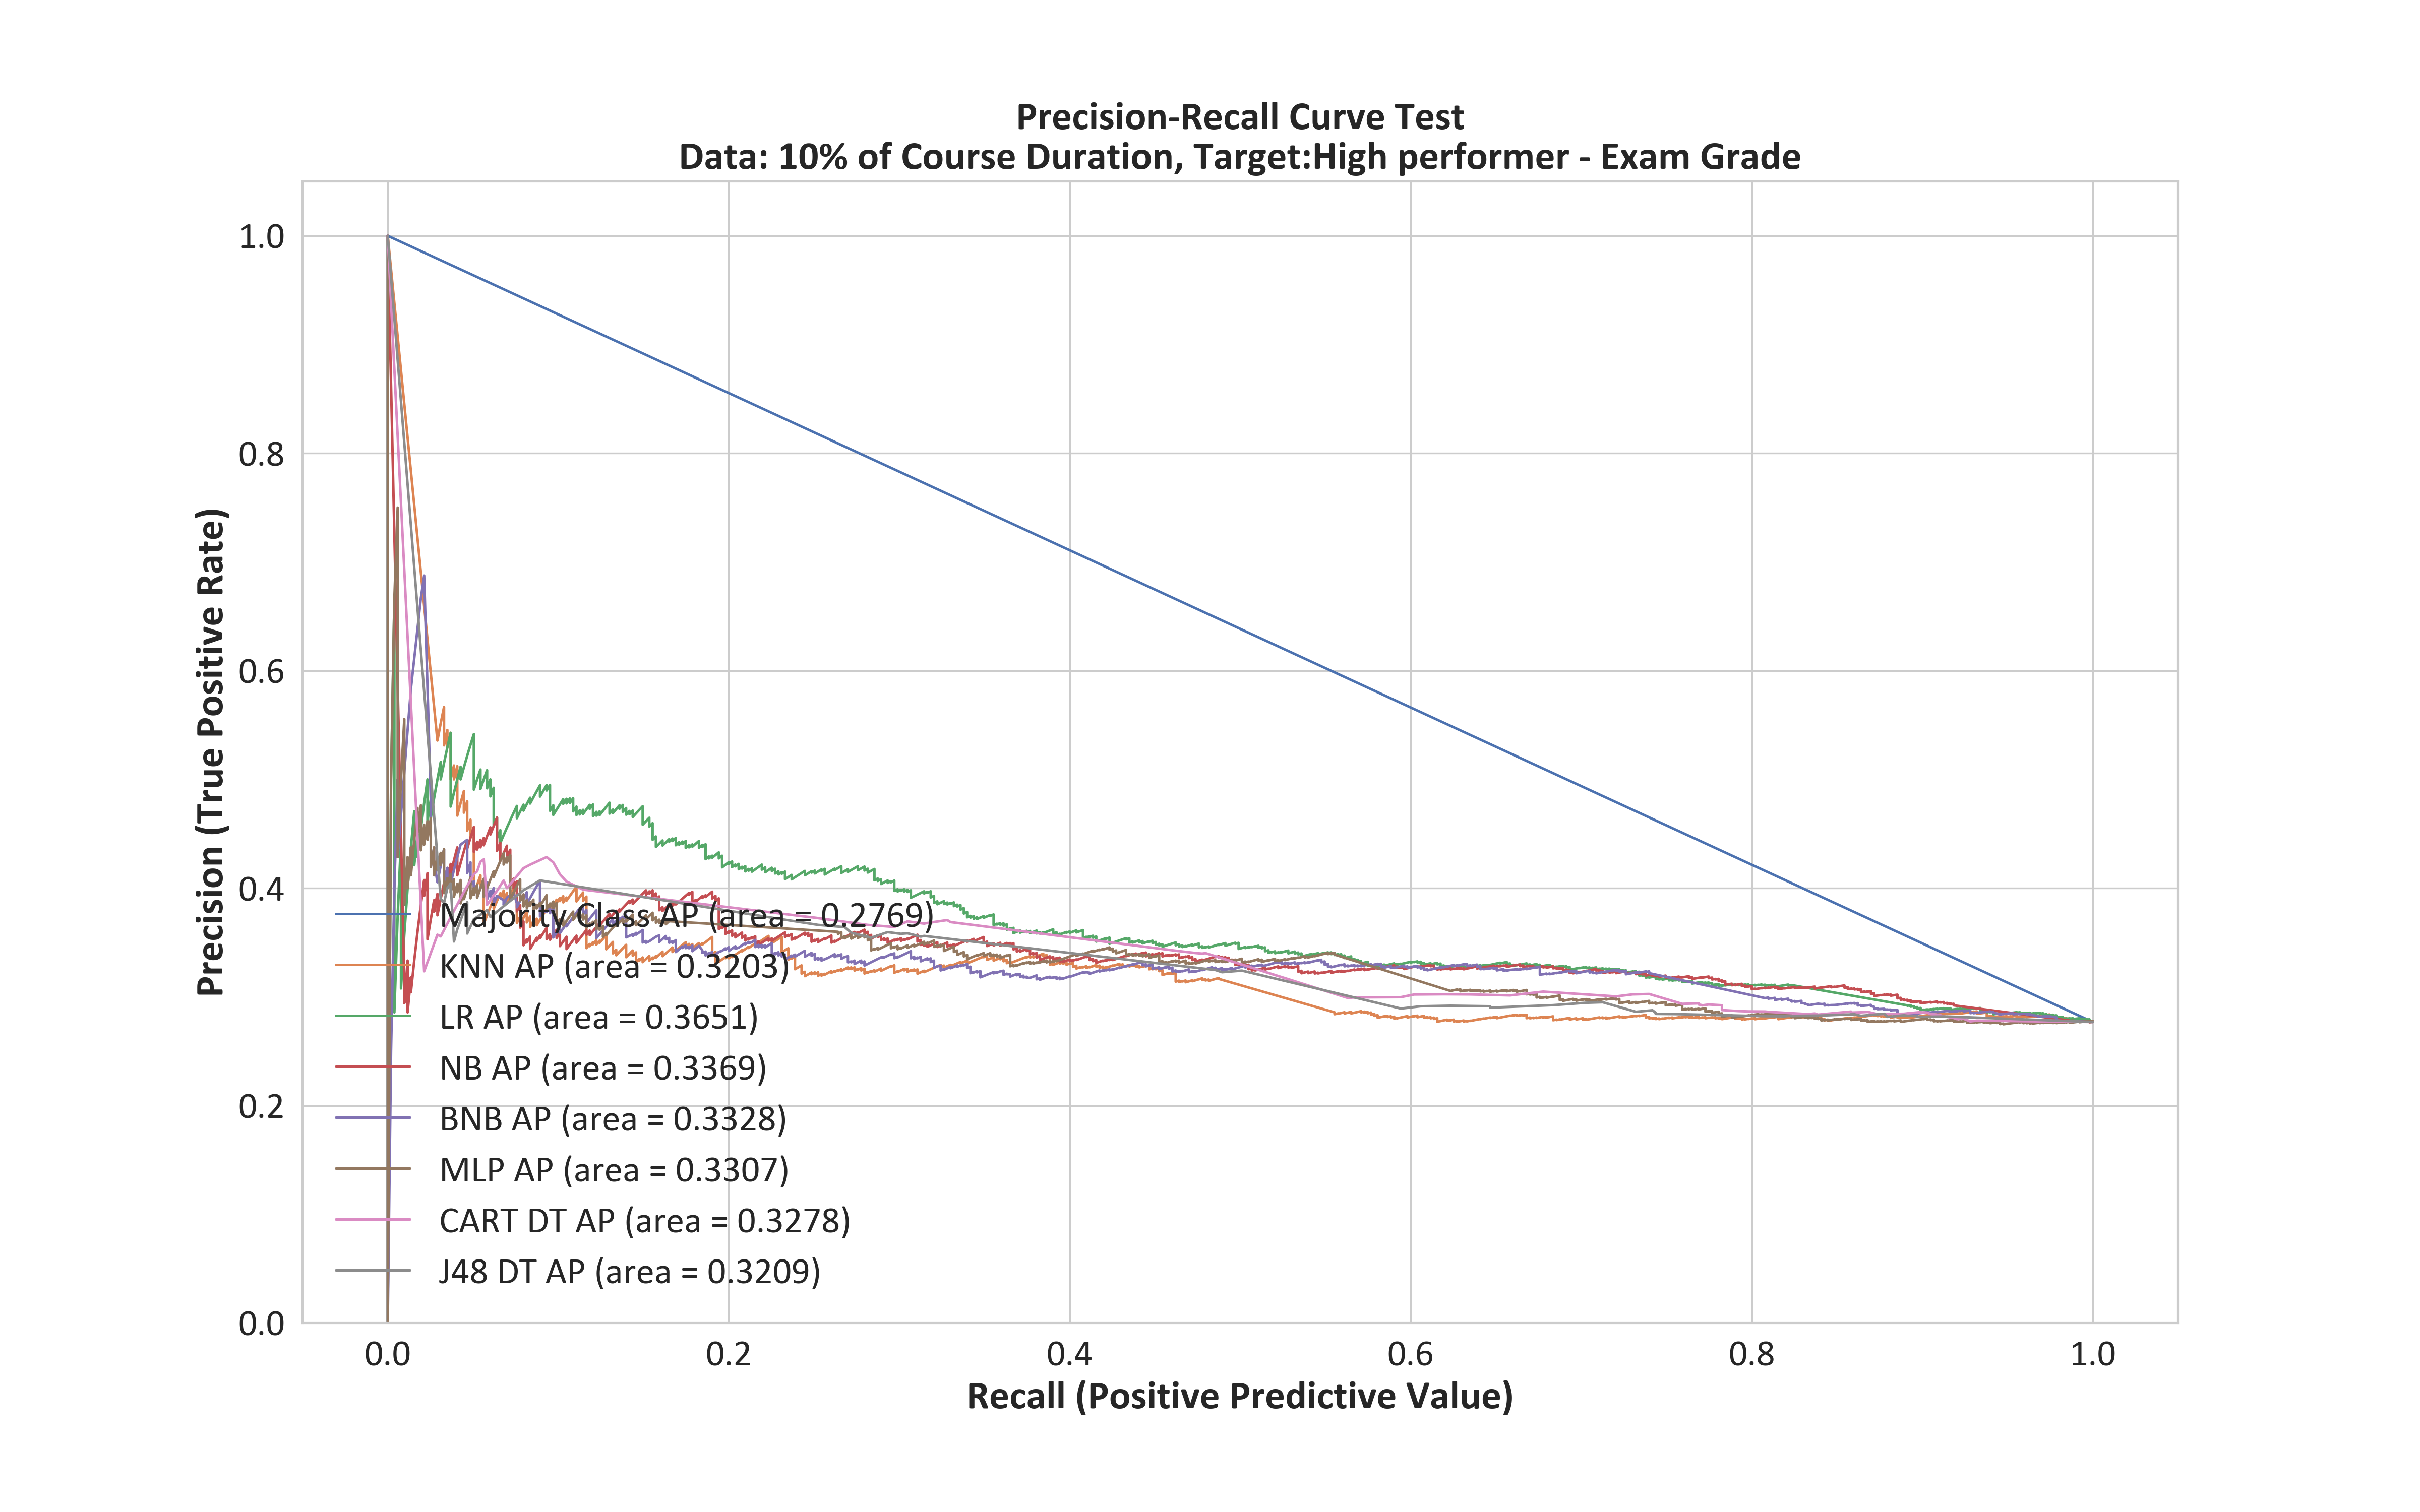 Precision-Recall Curve Test
Data: 10% of Course Duration, Target:High performer - Exam Grade
Precision (True Positive Rate)
1.0
0.8
0.6
0.4
0.2
0.0
Majority Class AP (area = 0.2769)
KNN AP (area = 0.3203)
LR AP (area = 0.3651)
NB AP (area = 0.3369)
BNB AP (area = 0.3328)
MLP AP (area = 0.3307)
CART DT AP (area = 0.3278)
J48 DT AP (area = 0.3209)
0.0 0.2 0.4 0.6 0.8 1.0
Recall (Positive Predictive Value)